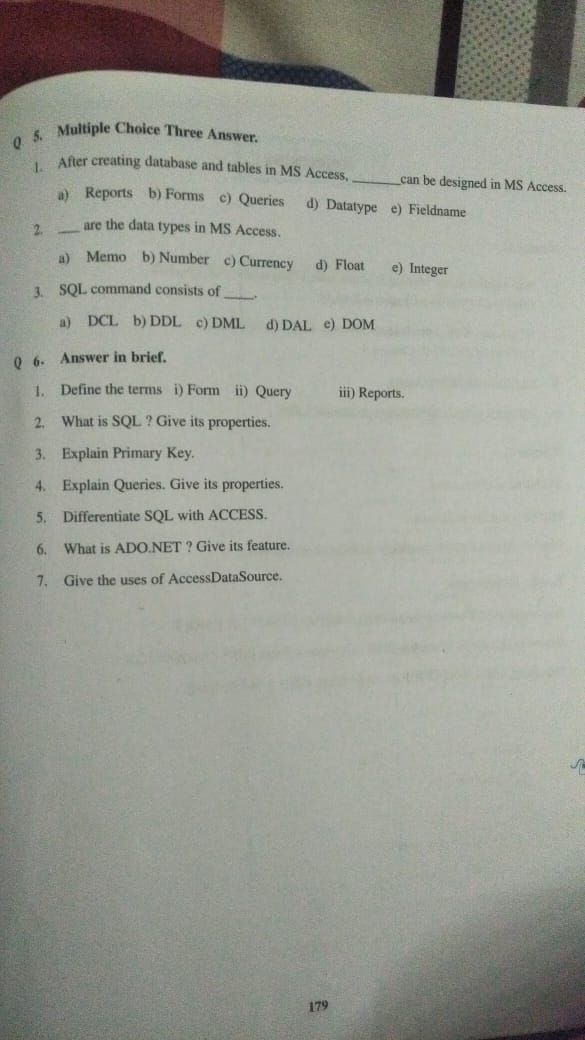 Q 5. Multiple Choice Three Answer.
1. After creating database and tables in MS Access, ______can be designed in MS Access.
a) Reports b) Forms c) Queries d) Datatype e) Fieldname
2. ___ are the data types in MS Access.
a) Memo b) Number c) Currency d) Float e) Integer
3. SQL command consists of ____.
a) DCL b) DDL c) DML d) DAL e) DOM
Q 6. Answer in brief.
1. Define the terms i) Form ii) Query iii) Reports.
2. What is SQL ? Give its properties.
3. Explain Primary Key.
4. Explain Queries. Give its properties.
5. Differentiate SQL with ACCESS.
6. What is ADO.NET ? Give its feature.
7. Give the uses of AccessDataSource.
179